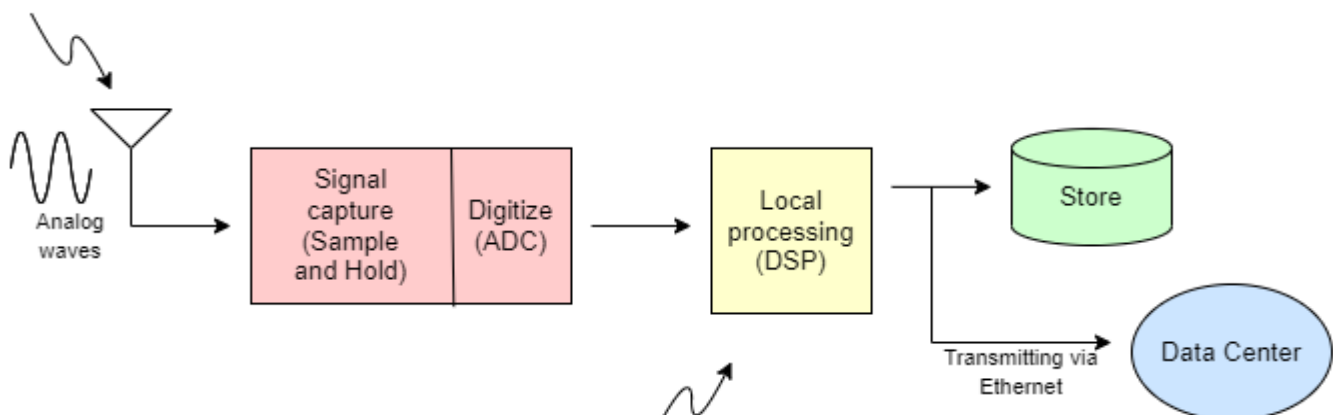 Analog
waves
Signal
capture
(Sample
and Hold)
Digitize
(ADC)
Local
processing
(DSP)
Store
Transmitting via
Ethernet
Data Center